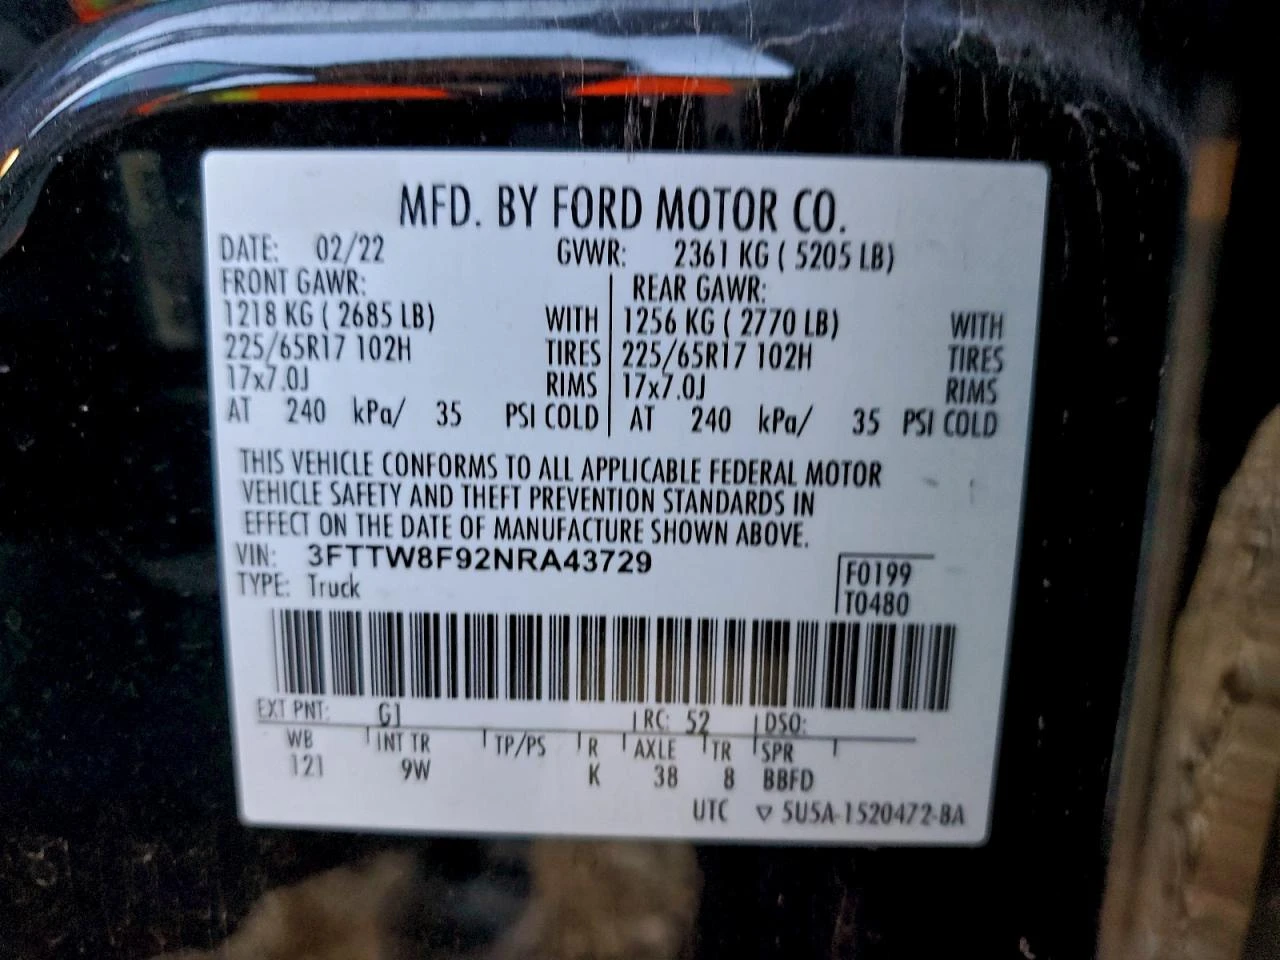 MFD. BY FORD MOTOR CO.
DATE: 02/22 GVWR: 2361 KG ( 5205 LB)
FRONT GAWR: REAR GAWR:
1218 KG ( 2685 LB) WITH 1256 KG ( 2770 LB) WITH
225/65R17 102H TIRES 225/65R17 102H TIRES
17x7.0J RIMS 17x7.0J RIMS
AT 240 kPa/ 35 PSI COLD AT 240 kPa/ 35 PSI COLD
THIS VEHICLE CONFORMS TO ALL APPLICABLE FEDERAL MOTOR
VEHICLE SAFETY AND THEFT PREVENTION STANDARDS IN
EFFECT ON THE DATE OF MANUFACTURE SHOWN ABOVE.
VIN: 3FTTW8F92NRA43729 F0199
TYPE: Truck T0480
EXT PNT: G1 RC: 52 DSO:
WB INT TR TP/PS R AXLE TR SPR
121 9W K 38 8 BBFD
UTC ▽ 5U5A-1520472-BA